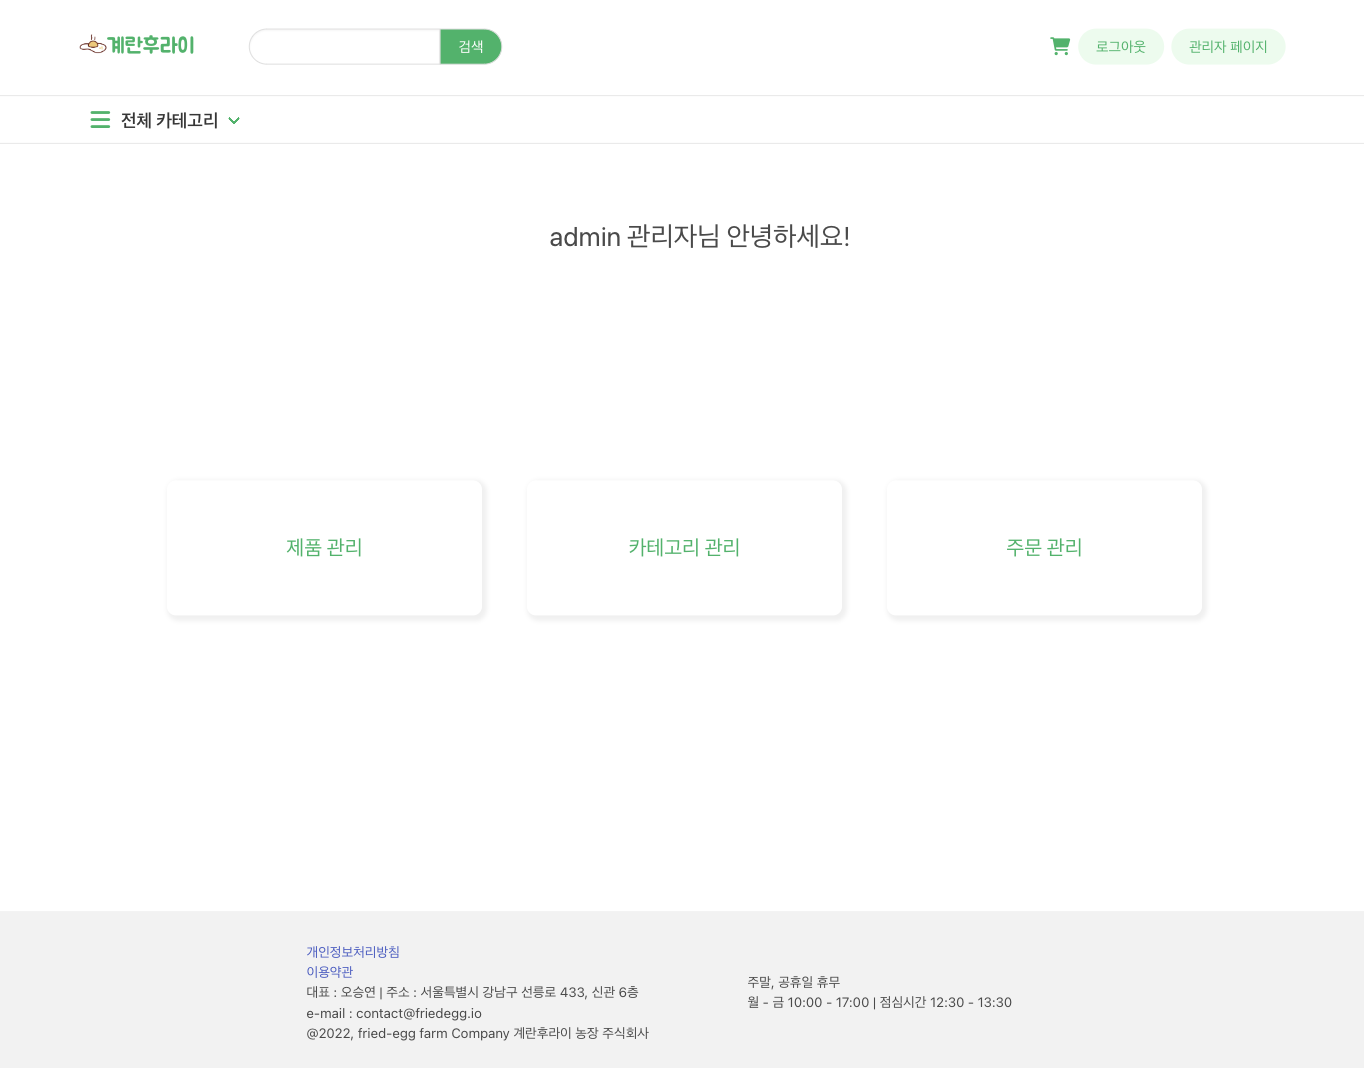 계란후라이
검색
로그아웃
관리자 페이지
전체 카테고리
admin 관리자님 안녕하세요!
제품 관리
카테고리 관리
주문 관리
개인정보처리방침
이용약관
대표 : 오승연 | 주소 : 서울특별시 강남구 선릉로 433, 신관 6층
e-mail : contact@friedegg.io
@2022, fried-egg farm Company 계란후라이 농장 주식회사
주말, 공휴일 휴무
월 - 금 10:00 - 17:00 | 점심시간 12:30 - 13:30